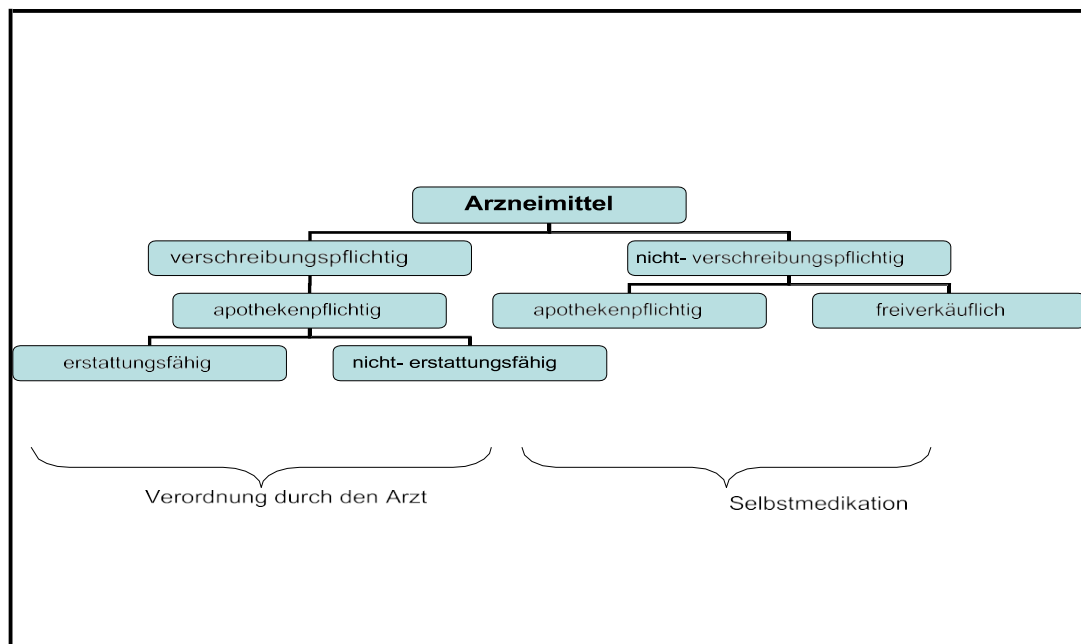 Arzneimittel
verschreibungspflichtig
nicht- verschreibungspflichtig
apothekenpflichtig
apothekenpflichtig
freiverkäuflich
erstattungsfähig
nicht- erstattungsfähig
Verordnung durch den Arzt
Selbstmedikation